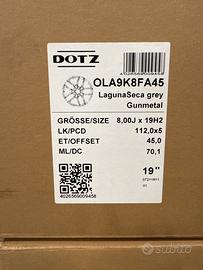 DOTZ
OLA9K8FA45
LagunaSeca grey
Gunmetal
GRÖSSE/SIZE 8,00J x 19H2
LK/PCD 112,0x5
ET/OFFSET 45,0
ML/DC 70,1
19"
4026569009458
subito